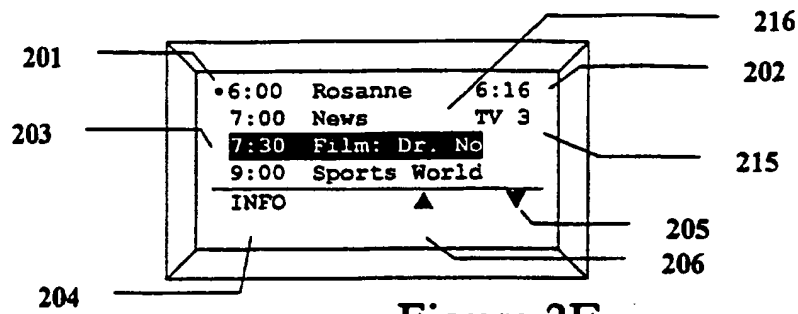 216
201
202
•6:00 Rosanne 6:16
7:00 News TV 3
203
7:30 Film: Dr. No
215
9:00 Sports World
INFO ▲ ▼
205
206
204